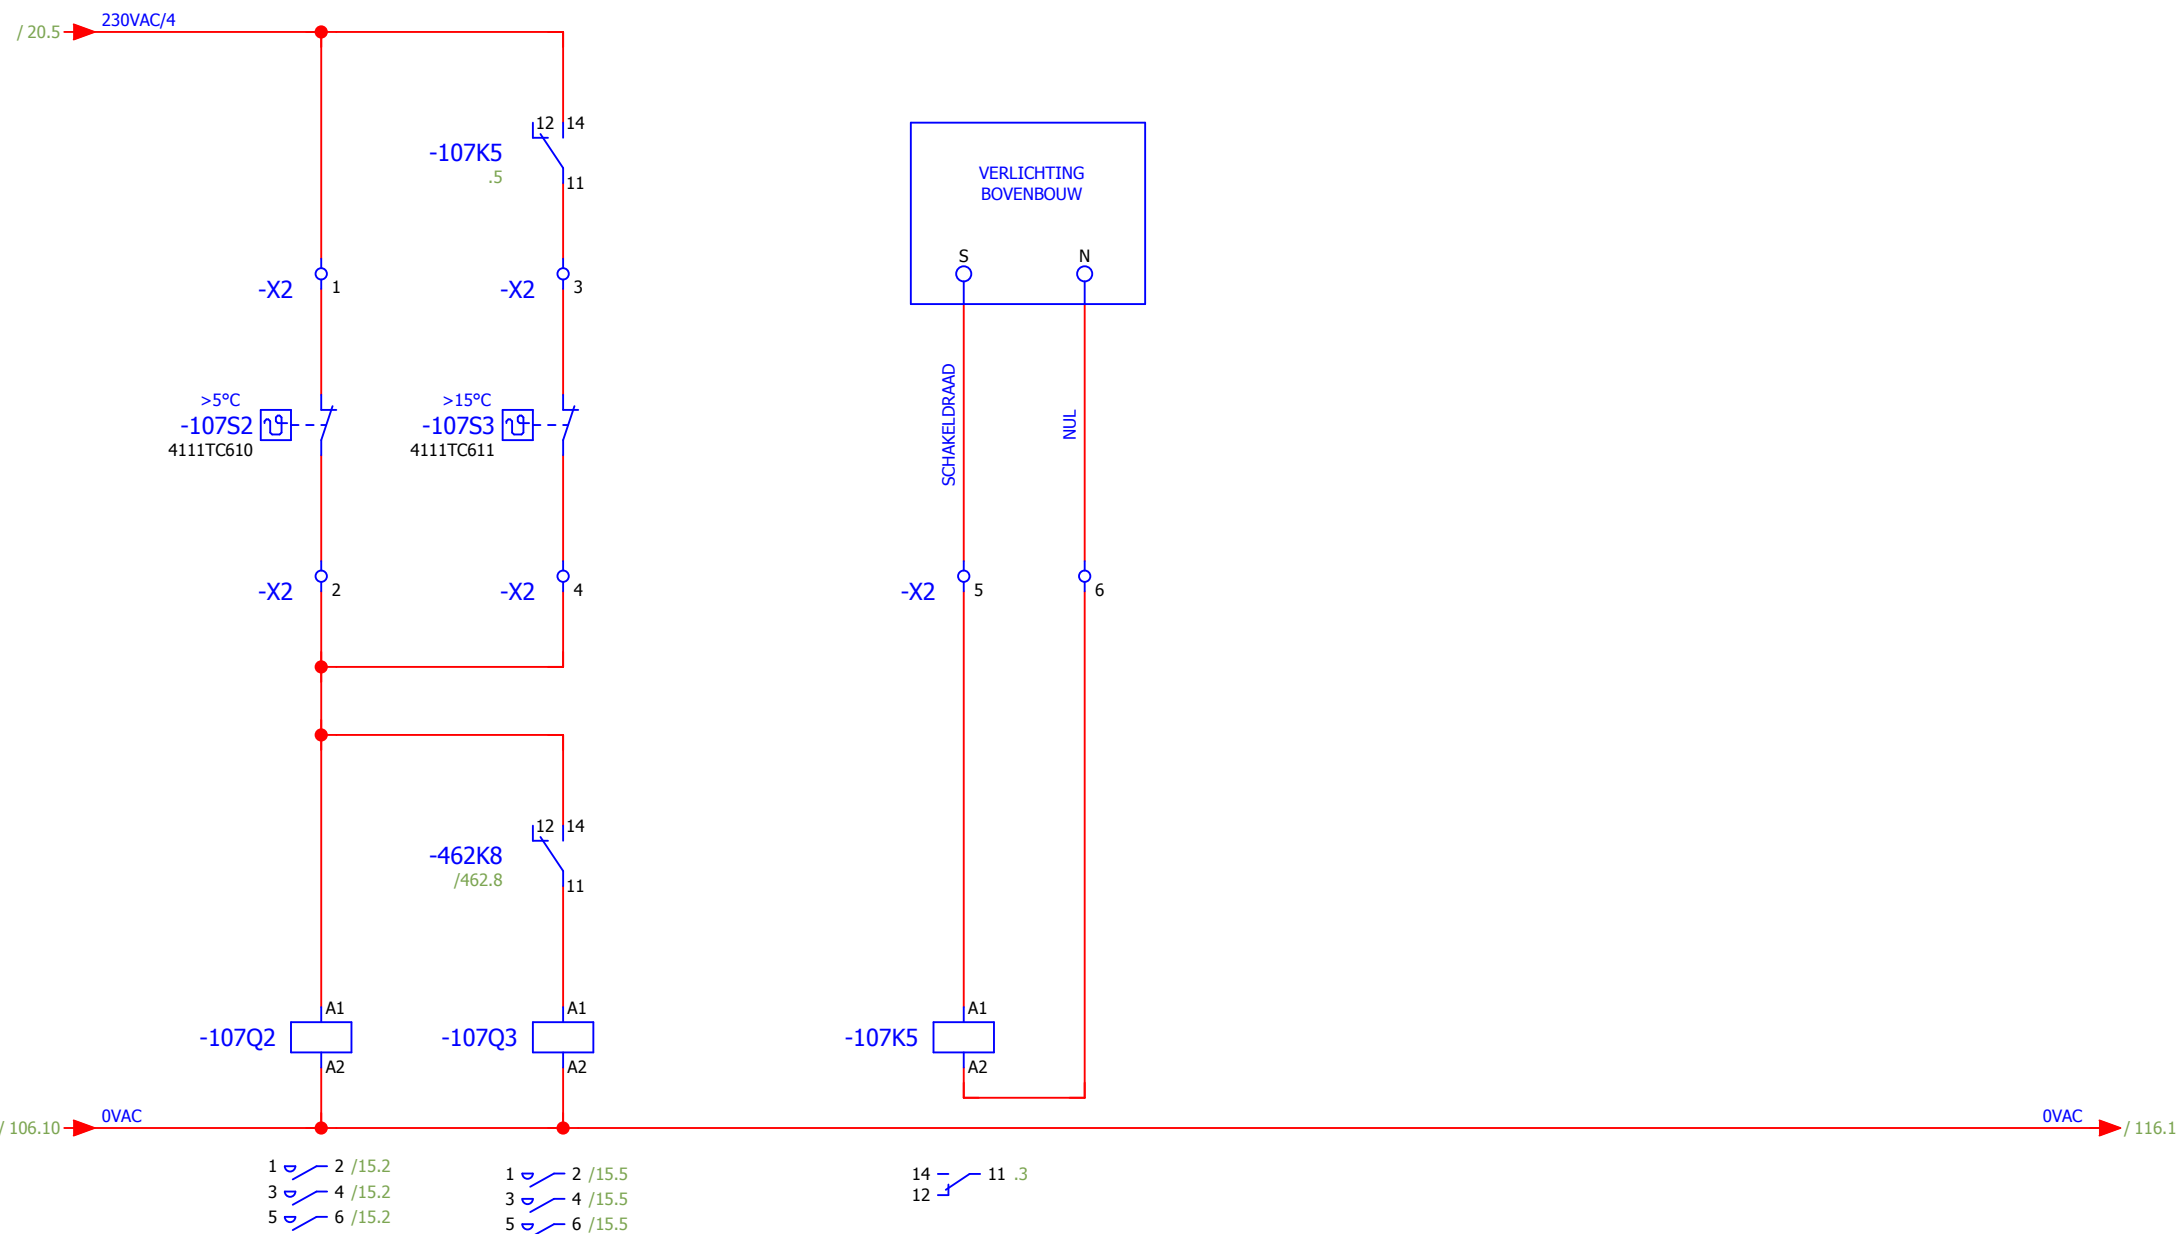 230VAC/4
/ 20.5
12 14
-107K5
.5
11
VERLICHTING
BOVENBOUW
S N
-X2 1
-X2 3
>5°C
-107S2
4111TC610
>15°C
-107S3
4111TC611
SCHAKELDRAAD
NUL
-X2 2
-X2 4
-X2 5
6
12 14
-462K8
/462.8
11
A1
-107Q2
A2
A1
-107Q3
A2
A1
-107K5
A2
/ 106.10
0VAC
0VAC
/ 116.1
1 2 /15.2
3 4 /15.2
5 6 /15.2
1 2 /15.5
3 4 /15.5
5 6 /15.5
14 11 .3
12